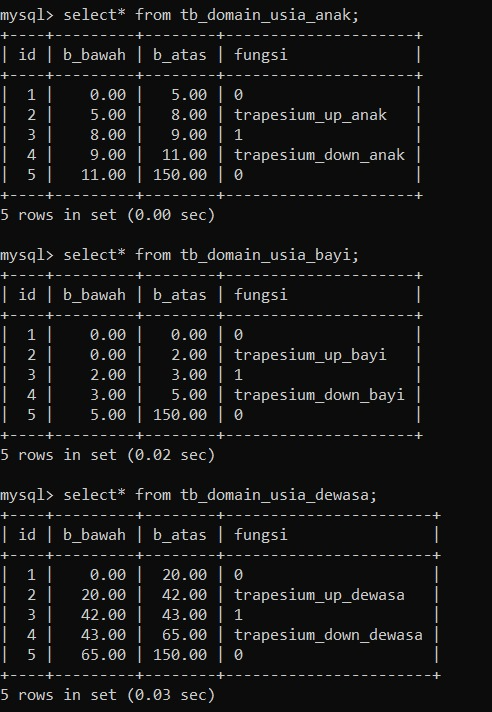 mysql> select* from tb_domain_usia_anak;
+----+---------+--------+---------------------+
| id | b_bawah | b_atas | fungsi              |
+----+---------+--------+---------------------+
|  1 |    0.00 |   5.00 | 0                   |
|  2 |    5.00 |   8.00 | trapesium_up_anak   |
|  3 |    8.00 |   9.00 | 1                   |
|  4 |    9.00 |  11.00 | trapesium_down_anak |
|  5 |   11.00 | 150.00 | 0                   |
+----+---------+--------+---------------------+
5 rows in set (0.00 sec)

mysql> select* from tb_domain_usia_bayi;
+----+---------+--------+---------------------+
| id | b_bawah | b_atas | fungsi              |
+----+---------+--------+---------------------+
|  1 |    0.00 |   0.00 | 0                   |
|  2 |    0.00 |   2.00 | trapesium_up_bayi   |
|  3 |    2.00 |   3.00 | 1                   |
|  4 |    3.00 |   5.00 | trapesium_down_bayi |
|  5 |    5.00 | 150.00 | 0                   |
+----+---------+--------+---------------------+
5 rows in set (0.02 sec)

mysql> select* from tb_domain_usia_dewasa;
+----+---------+--------+-----------------------+
| id | b_bawah | b_atas | fungsi                |
+----+---------+--------+-----------------------+
|  1 |    0.00 |  20.00 | 0                     |
|  2 |   20.00 |  42.00 | trapesium_up_dewasa   |
|  3 |   42.00 |  43.00 | 1                     |
|  4 |   43.00 |  65.00 | trapesium_down_dewasa |
|  5 |   65.00 | 150.00 | 0                     |
+----+---------+--------+-----------------------+
5 rows in set (0.03 sec)